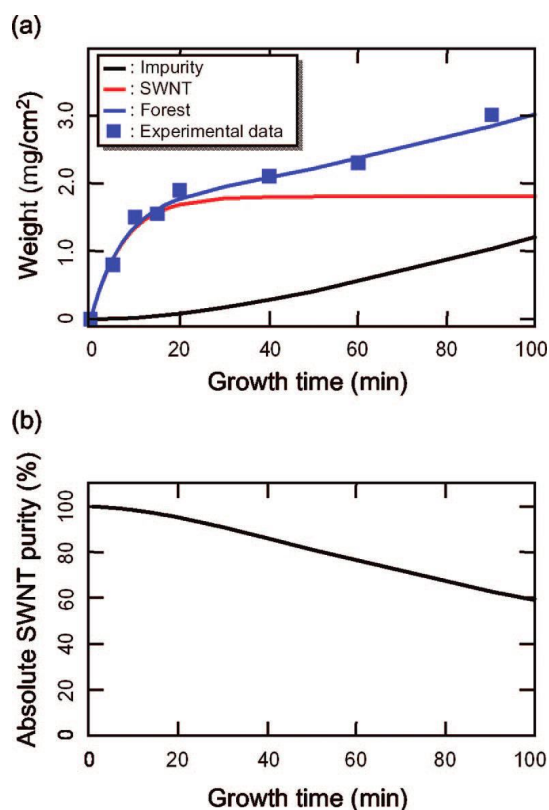 (a)
: Impurity
: SWNT
: Forest
: Experimental data
Weight (mg/cm²)
3.0
2.0
1.0
0
0 20 40 60 80 100
Growth time (min)
(b)
Absolute SWNT purity (%)
100
80
60
40
20
0
0 20 40 60 80 100
Growth time (min)